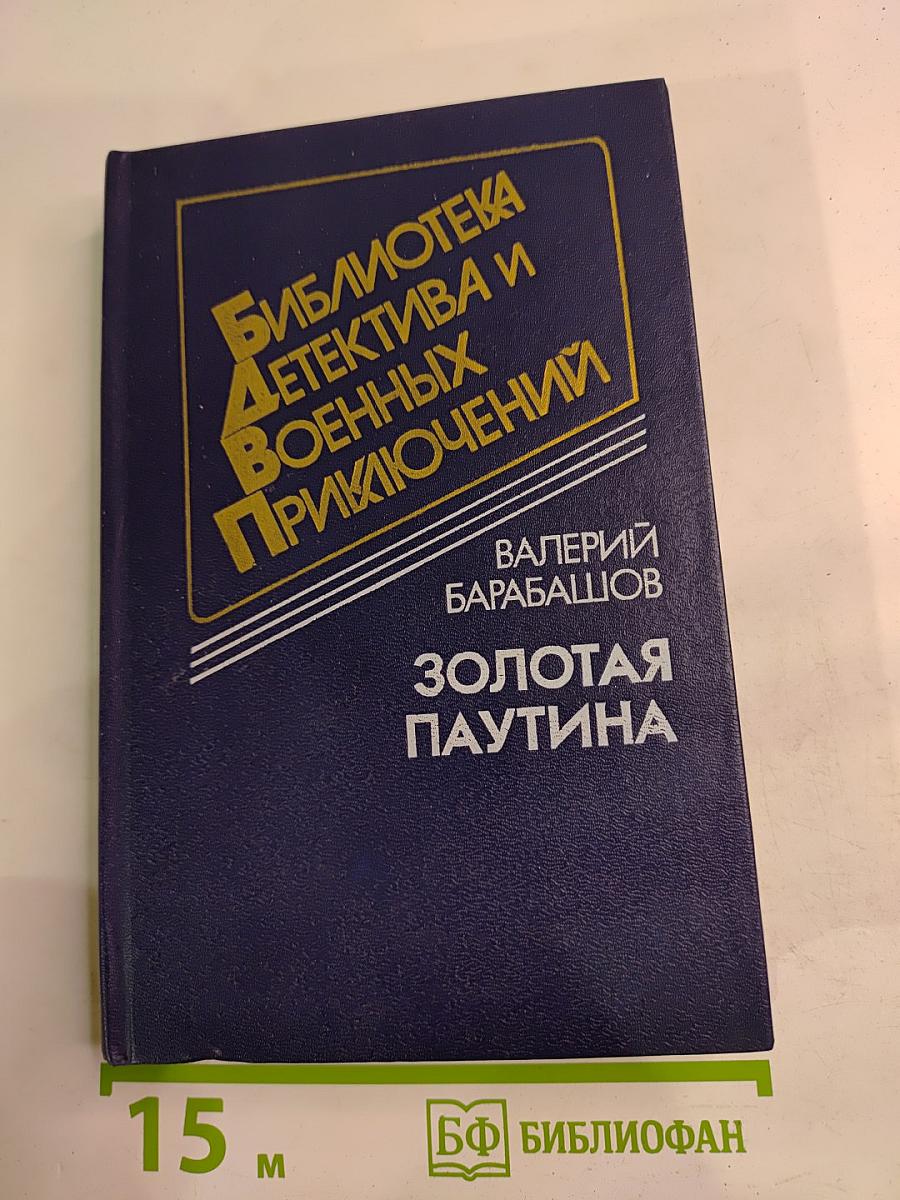 БИБЛИОТЕКА
ДЕТЕКТИВА И
ВОЕННЫХ
ПРИКЛЮЧЕНИЙ
ВАЛЕРИЙ
БАРАБАШОВ
ЗОЛОТАЯ
ПАУТИНА
15 м
БФ БИБЛИОФАН